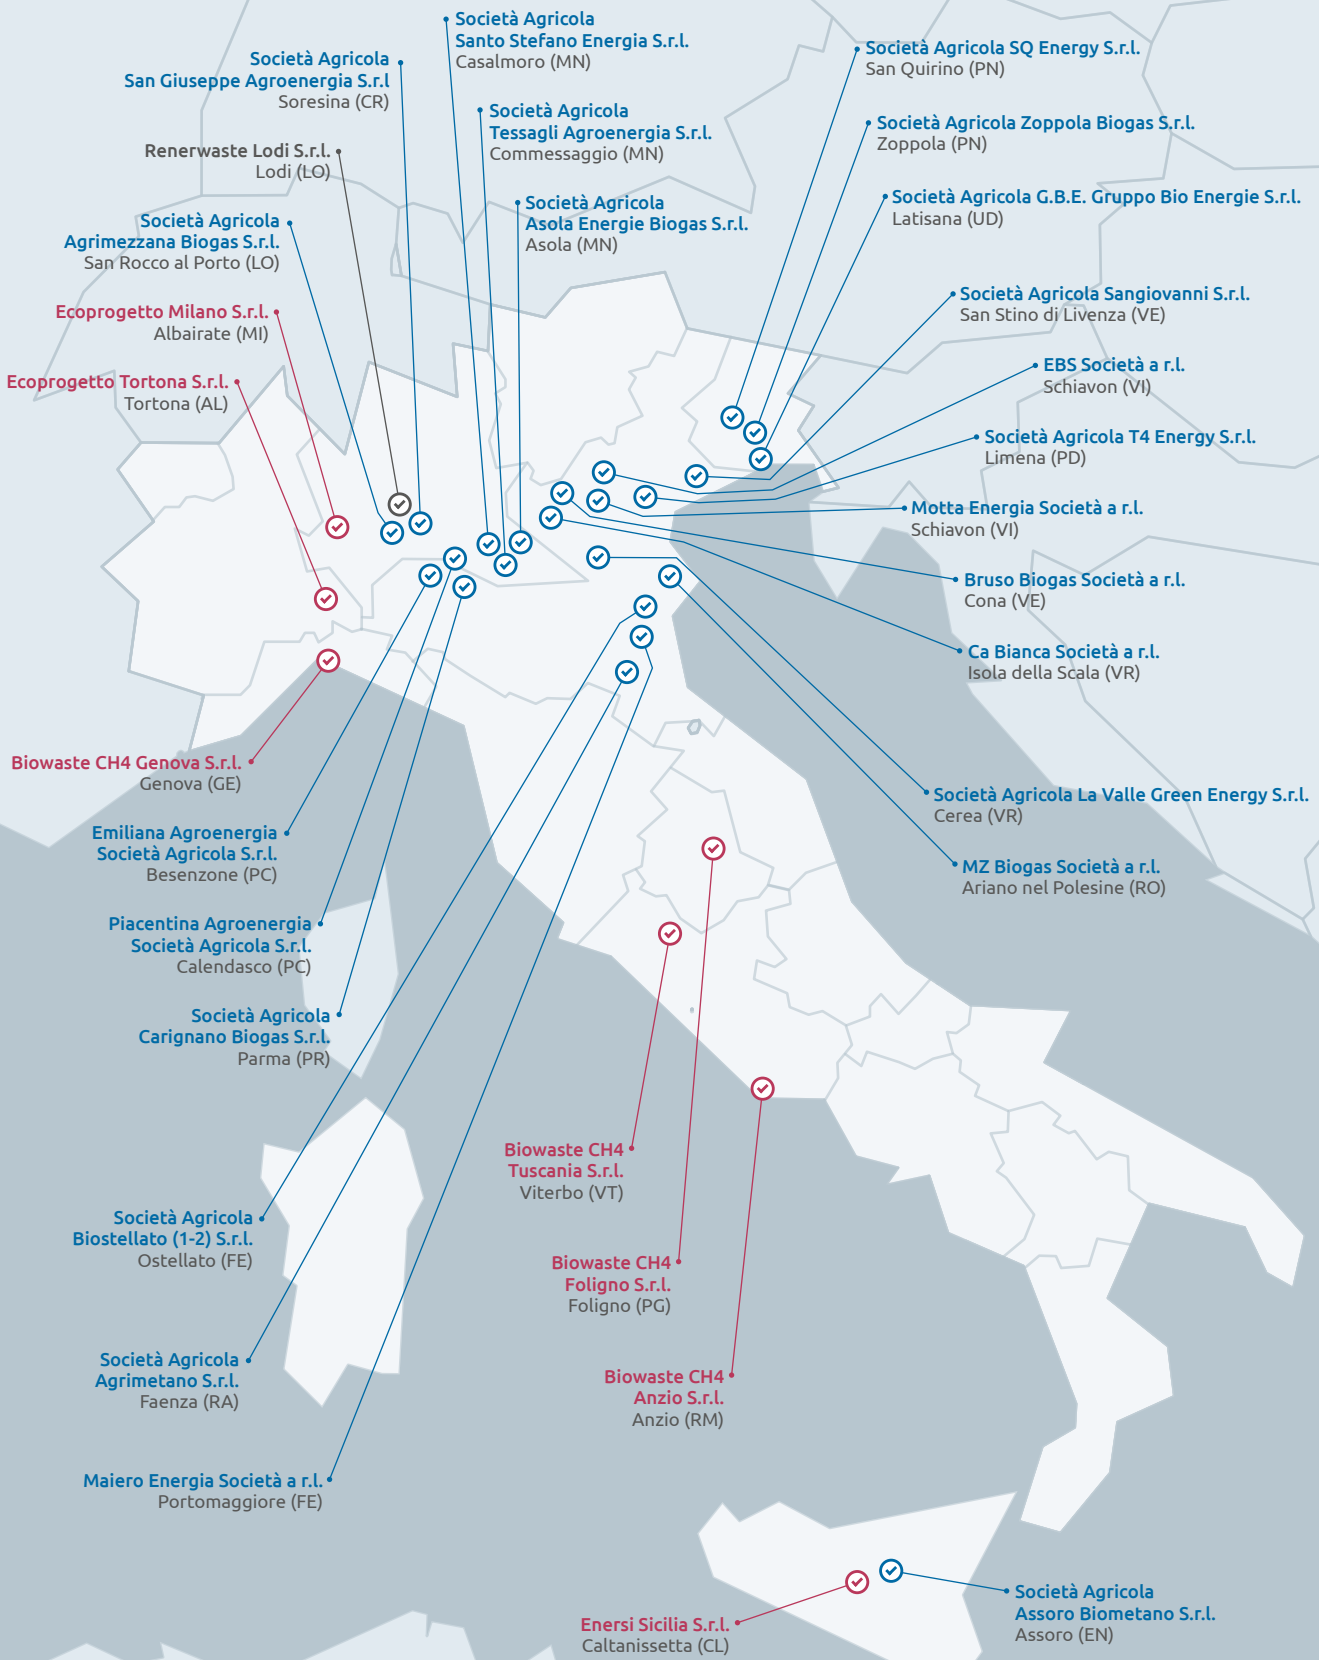 Società Agricola
Santo Stefano Energia S.r.l.
Casalmoro (MN)
Società Agricola
San Giuseppe Agroenergia S.r.l
Soresina (CR)
Società Agricola SQ Energy S.r.l.
San Quirino (PN)
Società Agricola
Tessagli Agroenergia S.r.l.
Commessaggio (MN)
Società Agricola Zoppola Biogas S.r.l.
Zoppola (PN)
Renerwaste Lodi S.r.l.
Lodi (LO)
Società Agricola
Asola Energie Biogas S.r.l.
Asola (MN)
Società Agricola G.B.E. Gruppo Bio Energie S.r.l.
Latisana (UD)
Società Agricola
Agrimezzana Biogas S.r.l.
San Rocco al Porto (LO)
Società Agricola Sangiovanni S.r.l.
San Stino di Livenza (VE)
Ecoprogetto Milano S.r.l.
Albairate (MI)
EBS Società a r.l.
Schiavon (VI)
Ecoprogetto Tortona S.r.l.
Tortona (AL)
Società Agricola T4 Energy S.r.l.
Limena (PD)
Motta Energia Società a r.l.
Schiavon (VI)
Bruso Biogas Società a r.l.
Cona (VE)
Ca Bianca Società a r.l.
Isola della Scala (VR)
Biowaste CH4 Genova S.r.l.
Genova (GE)
Società Agricola La Valle Green Energy S.r.l.
Cerea (VR)
Emiliana Agroenergia
Società Agricola S.r.l.
Besenzone (PC)
MZ Biogas Società a r.l.
Ariano nel Polesine (RO)
Piacentina Agroenergia
Società Agricola S.r.l.
Calendasco (PC)
Società Agricola
Carignano Biogas S.r.l.
Parma (PR)
Biowaste CH4
Tuscania S.r.l.
Viterbo (VT)
Società Agricola
Biostellato (1-2) S.r.l.
Ostellato (FE)
Biowaste CH4
Foligno S.r.l.
Foligno (PG)
Società Agricola
Agrimetano S.r.l.
Faenza (RA)
Biowaste CH4
Anzio S.r.l.
Anzio (RM)
Maiero Energia Società a r.l.
Portomaggiore (FE)
Società Agricola
Assoro Biometano S.r.l.
Assoro (EN)
Enersi Sicilia S.r.l.
Caltanissetta (CL)